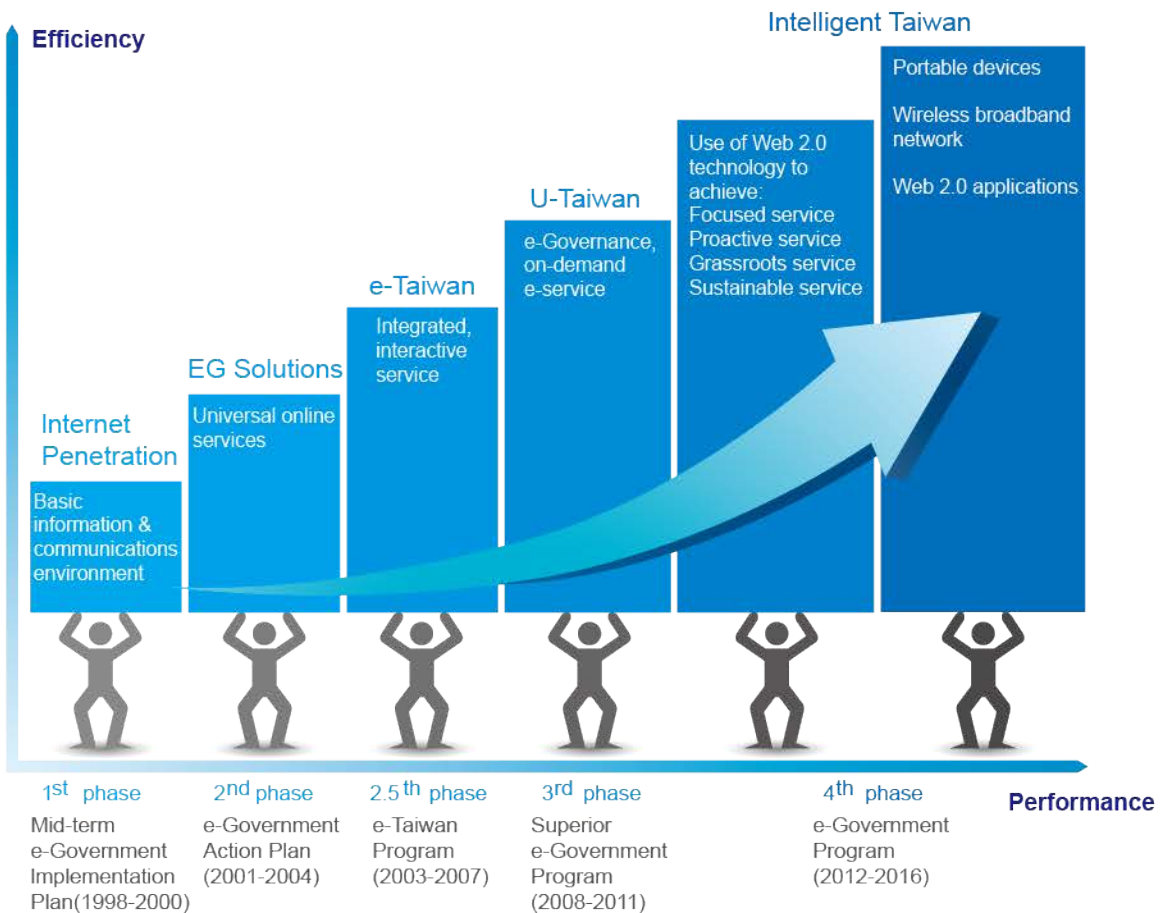 Efficiency
Intelligent Taiwan
Portable devices
Wireless broadband
network
Web 2.0 applications
Use of Web 2.0
technology to
achieve:
Focused service
Proactive service
Grassroots service
Sustainable service
U-Taiwan
e-Governance,
on-demand
e-service
e-Taiwan
Integrated,
interactive
service
EG Solutions
Universal online
services
Internet
Penetration
Basic
information &
communications
environment
1st phase
Mid-term
e-Government
Implementation
Plan(1998-2000)
2nd phase
e-Government
Action Plan
(2001-2004)
2.5th phase
e-Taiwan
Program
(2003-2007)
3rd phase
Superior
e-Government
Program
(2008-2011)
4th phase
e-Government
Program
(2012-2016)
Performance